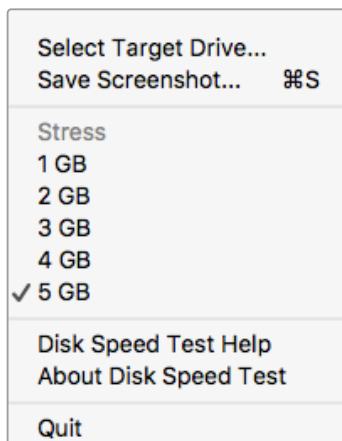 Select Target Drive...
Save Screenshot... ⌘S
Stress
1 GB
2 GB
3 GB
4 GB
✓ 5 GB
Disk Speed Test Help
About Disk Speed Test
Quit